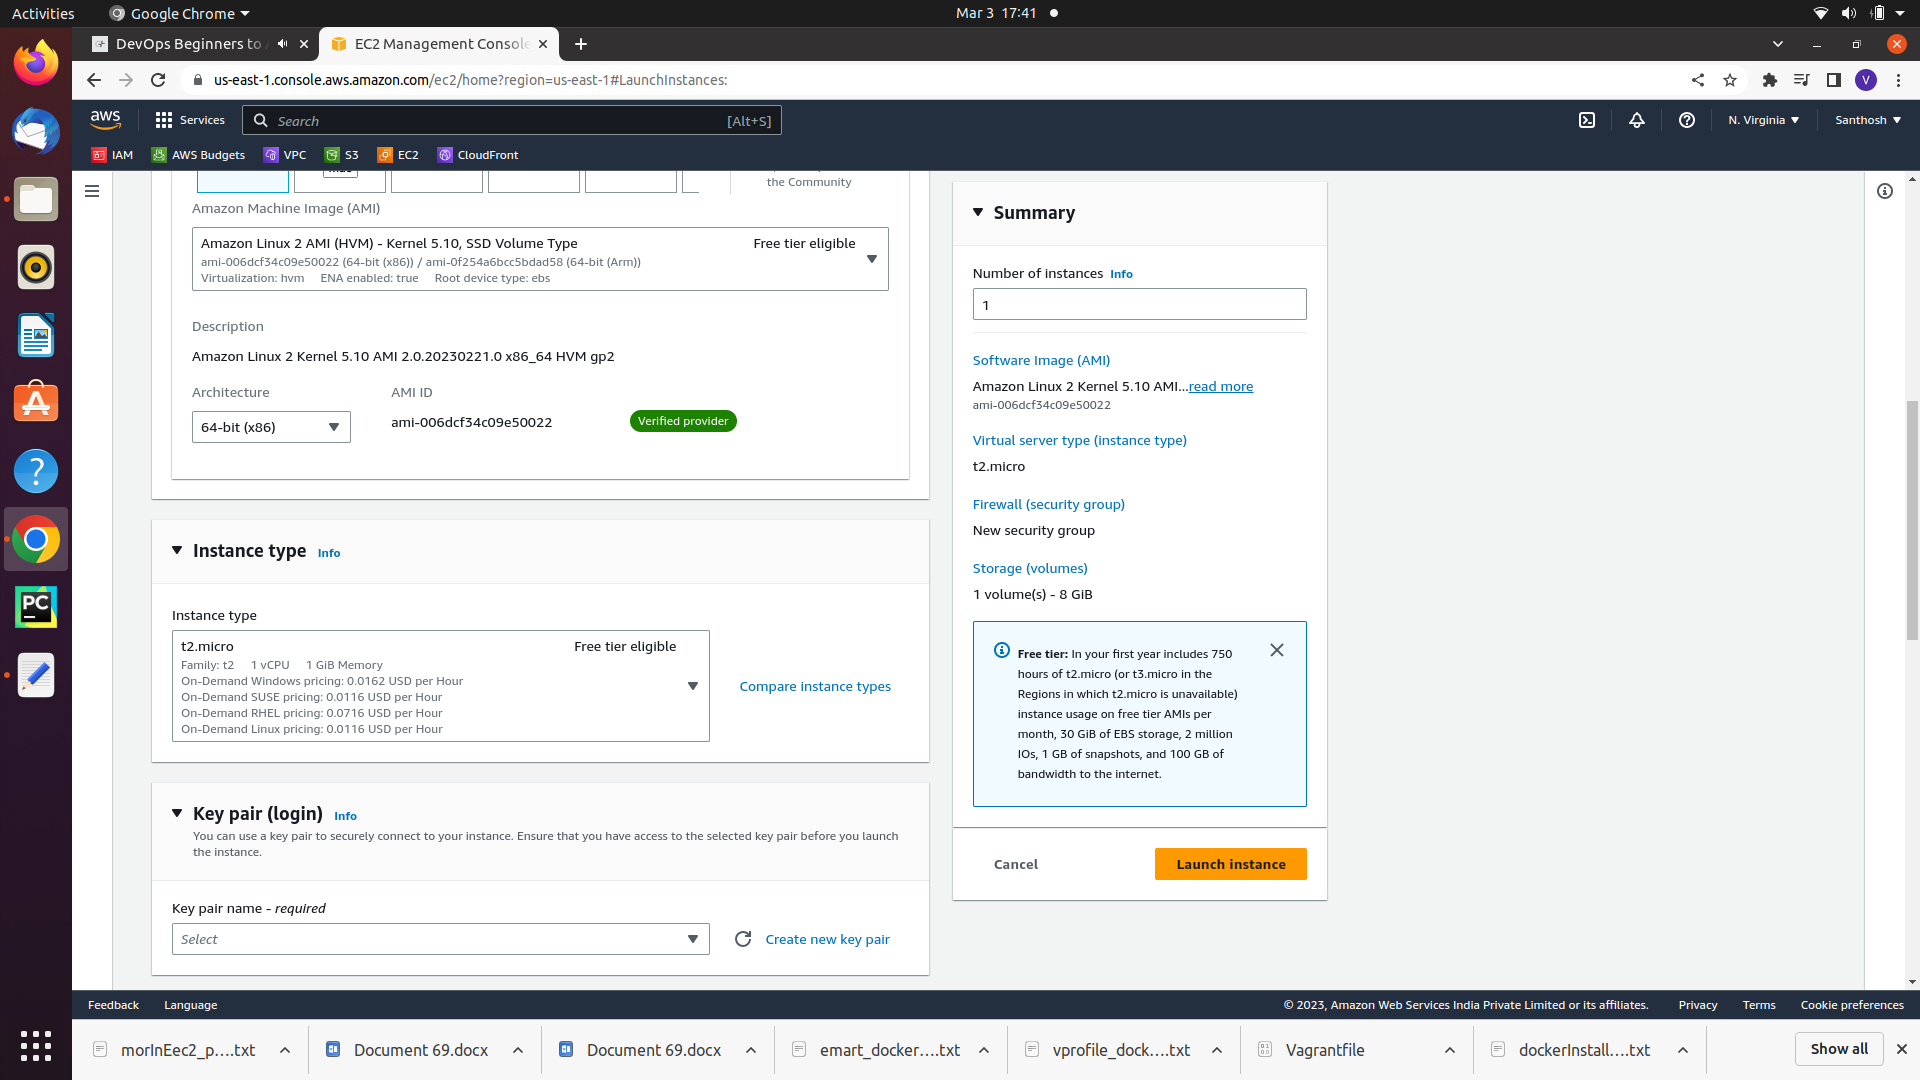 Activities
Google Chrome
Mar 3 17:41
DevOps Beginners to
EC2 Management Console
us-east-1.console.aws.amazon.com/ec2/home?region=us-east-1#LaunchInstances:
V
aws
Services
Search
[Alt+S]
N. Virginia
Santhosh
IAM
AWS Budgets
VPC
S3
EC2
CloudFront
the Community
Amazon Machine Image (AMI)
Amazon Linux 2 AMI (HVM) - Kernel 5.10, SSD Volume Type
Free tier eligible
ami-006dcf34c09e50022 (64-bit (x86)) / ami-0f254a6bcc5bdad58 (64-bit (Arm))
Virtualization: hvm ENA enabled: true Root device type: ebs
Description
Amazon Linux 2 Kernel 5.10 AMI 2.0.20230221.0 x86_64 HVM gp2
Architecture
AMI ID
64-bit (x86)
ami-006dcf34c09e50022
Verified provider
Instance type Info
Instance type
t2.micro
Free tier eligible
Family: t2 1 vCPU 1 GiB Memory
On-Demand Windows pricing: 0.0162 USD per Hour
On-Demand SUSE pricing: 0.0116 USD per Hour
On-Demand RHEL pricing: 0.0716 USD per Hour
On-Demand Linux pricing: 0.0116 USD per Hour
Compare instance types
Key pair (login) Info
You can use a key pair to securely connect to your instance. Ensure that you have access to the selected key pair before you launch
the instance.
Key pair name - required
Select
Create new key pair
Summary
Number of instances Info
1
Software Image (AMI)
Amazon Linux 2 Kernel 5.10 AMI...read more
ami-006dcf34c09e50022
Virtual server type (instance type)
t2.micro
Firewall (security group)
New security group
Storage (volumes)
1 volume(s) - 8 GiB
Free tier: In your first year includes 750
hours of t2.micro (or t3.micro in the
Regions in which t2.micro is unavailable)
instance usage on free tier AMIs per
month, 30 GiB of EBS storage, 2 million
IOs, 1 GB of snapshots, and 100 GB of
bandwidth to the internet.
Cancel
Launch instance
Feedback
Language
© 2023, Amazon Web Services India Private Limited or its affiliates.
Privacy
Terms
Cookie preferences
morInEec2_p....txt
Document 69.docx
Document 69.docx
emart_docker....txt
vprofile_dock....txt
Vagrantfile
dockerInstall....txt
Show all
PC